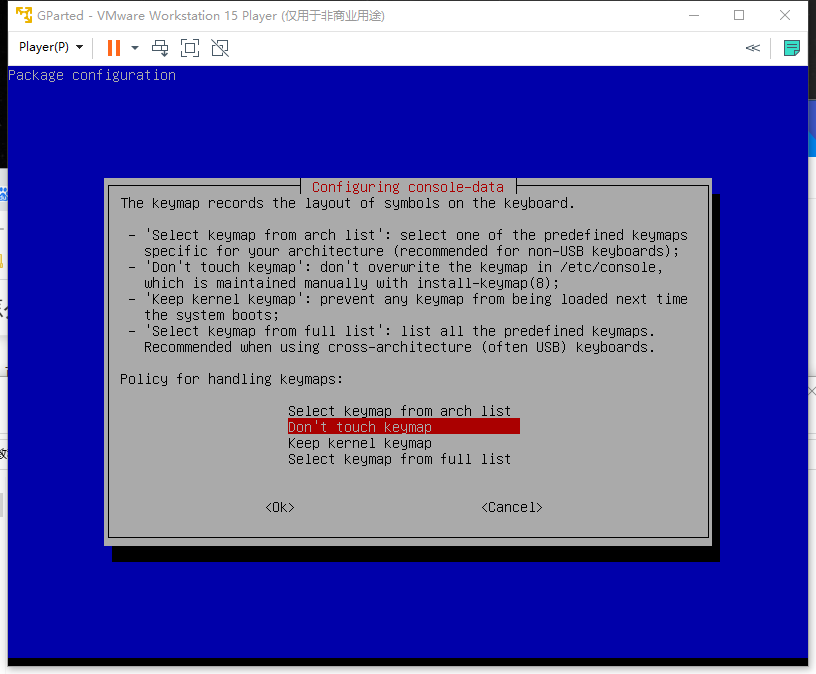 GParted - VMware Workstation 15 Player (仅用于非商业用途)
Player(P)
Package configuration
Configuring console-data
The keymap records the layout of symbols on the keyboard.
- 'Select keymap from arch list': select one of the predefined keymaps
specific for your architecture (recommended for non-USB keyboards);
- 'Don't touch keymap': don't overwrite the keymap in /etc/console,
which is maintained manually with install-keymap(8);
- 'Keep kernel keymap': prevent any keymap from being loaded next time
the system boots;
- 'Select keymap from full list': list all the predefined keymaps.
Recommended when using cross-architecture (often USB) keyboards.
Policy for handling keymaps:
Select keymap from arch list
Don't touch keymap
Keep kernel keymap
Select keymap from full list
<Ok> <Cancel>